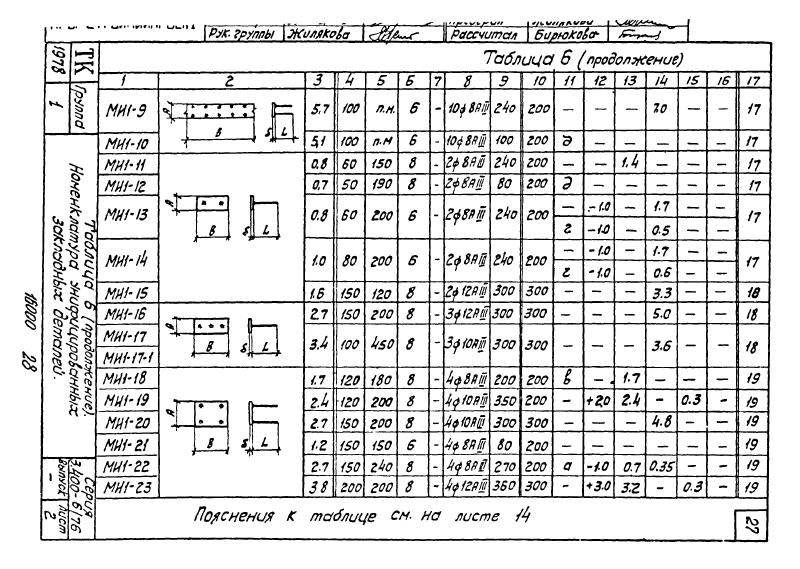 Рук. группы Жилякова Рассчитал Бирюкова
Таблица 6 (продолжение)
1 2 3 4 5 6 7 8 9 10 11 12 13 14 15 16 17
МН1-9 5,7 100 п.м. 6 - 10ф8АIII 240 200 — — — 7.0 — — 17
МН1-10 5,1 100 п.м 6 - 10ф8АIII 100 200 д — — — — — 17
МН1-11 0.8 60 150 8 - 2ф8АIII 240 200 — — 1.4 — — — 17
МН1-12 0.7 50 190 8 - 2ф8АIII 80 200 д — — — — — 17
МН1-13 0.8 60 200 6 - 2ф8АIII 240 200 — -1.0 — 1.7 — — 17
г -1.0 — 0.5 — —
МН1-14 1.0 80 200 6 - 2ф8АIII 240 200 — -1.0 — 1.7 — — 17
г -1.0 — 0.6 — —
МН1-15 1.6 150 120 8 - 2ф12АIII 300 300 — — — 3.3 — — 18
МН1-16 2.7 150 200 8 - 3ф12АIII 300 300 — — — 5.0 — — 18
МН1-17
МН1-17-1 3.4 100 450 8 - 3ф10АIII 300 300 — — — 3.6 — — 18
МН1-18 1.7 120 180 8 - 4ф8АIII 200 200 в — 1.7 — — — 19
МН1-19 2.4 120 200 8 - 4ф10АIII 350 200 — +2.0 2.4 — 0.3 - 19
МН1-20 2.7 150 200 8 - 4ф10АIII 300 300 — — — 4.8 — — 19
МН1-21 1.2 150 150 6 - 4ф8АIII 80 200 — — — — — — 19
МН1-22 2.7 150 240 8 - 4ф8АIII 270 200 а -1.0 0.7 0.35 — — 19
МН1-23 3.8 200 200 8 - 4ф12АIII 360 300 - +3.0 3.2 — 0.3 — 19
В S L
В S L
В S L
В S L
Пояснения к таблице см. на листе 14
27
ТК
1978
Группа
1
Таблица 6 (продолжение).
Номенклатура унифицированных
закладных деталей.
Серия
3.400-6/76
Выпуск Лист
— 2
16000 28